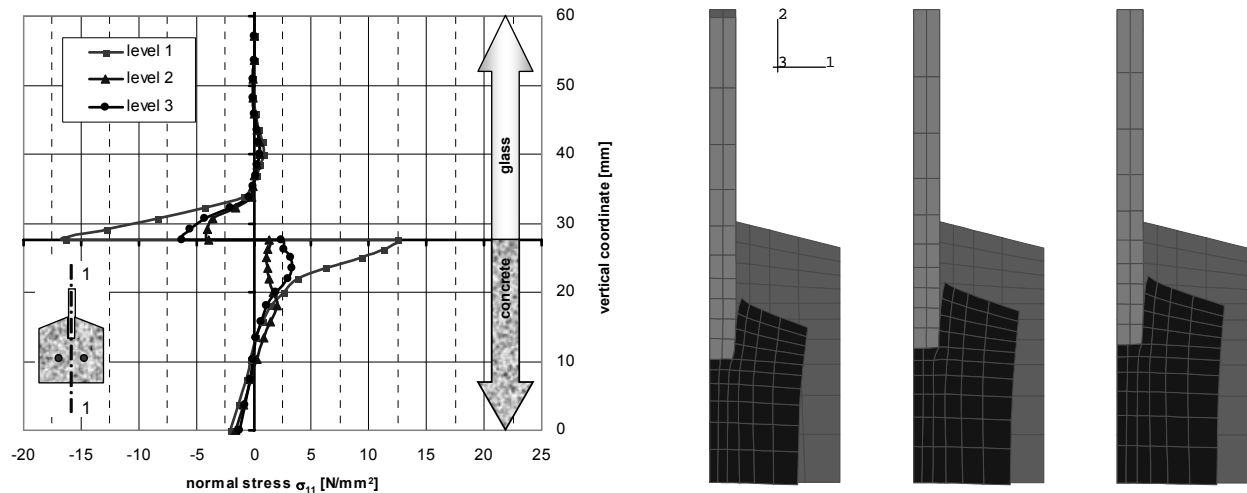 60
50
40
30
20
10
0
vertical coordinate [mm]
level 1
level 2
level 3
glass
concrete
1
1
-20 -15 -10 -5 0 5 10 15 20 25
normal stress σ11 [N/mm²]
2
3 1